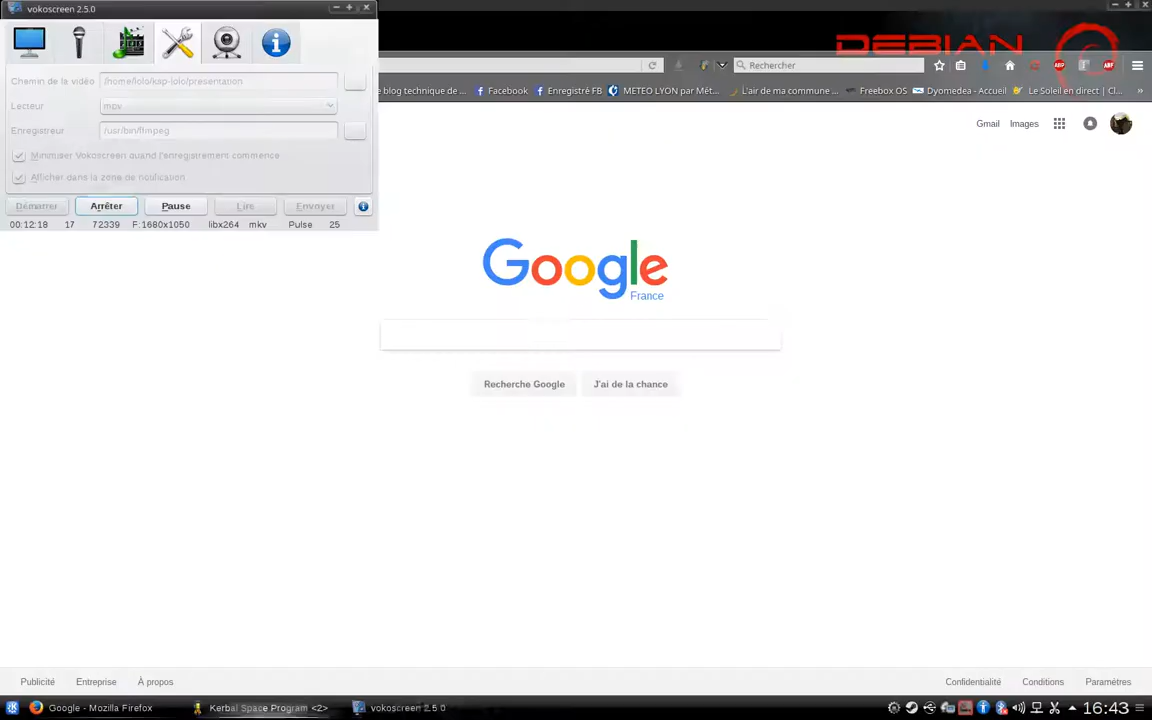 vokoscreen 2.5.0
DEBIAN
Rechercher
e blog technique de ...
Facebook
Enregistré FB
METEO LYON par Mét...
L'air de ma commune ...
Freebox OS
Dyomedea - Accueil
Le Soleil en direct | Cl...
»
Chemin de la vidéo
/home/lolo/ksp-lolo/presentation
Lecteur
mpv
Enregistreur
/usr/bin/ffmpeg
Minimiser Vokoscreen quand l'enregistrement commence
Afficher dans la zone de notification
Démarrer
Arrêter
Pause
Lire
Envoyer
00:12:18 17 72339 F:1680x1050 libx264 mkv Pulse 25
Gmail Images
Google
France
Recherche Google
J'ai de la chance
Publicité Entreprise À propos
Confidentialité Conditions Paramètres
Google - Mozilla Firefox
Kerbal Space Program <2>
vokoscreen 2.5.0
16:43